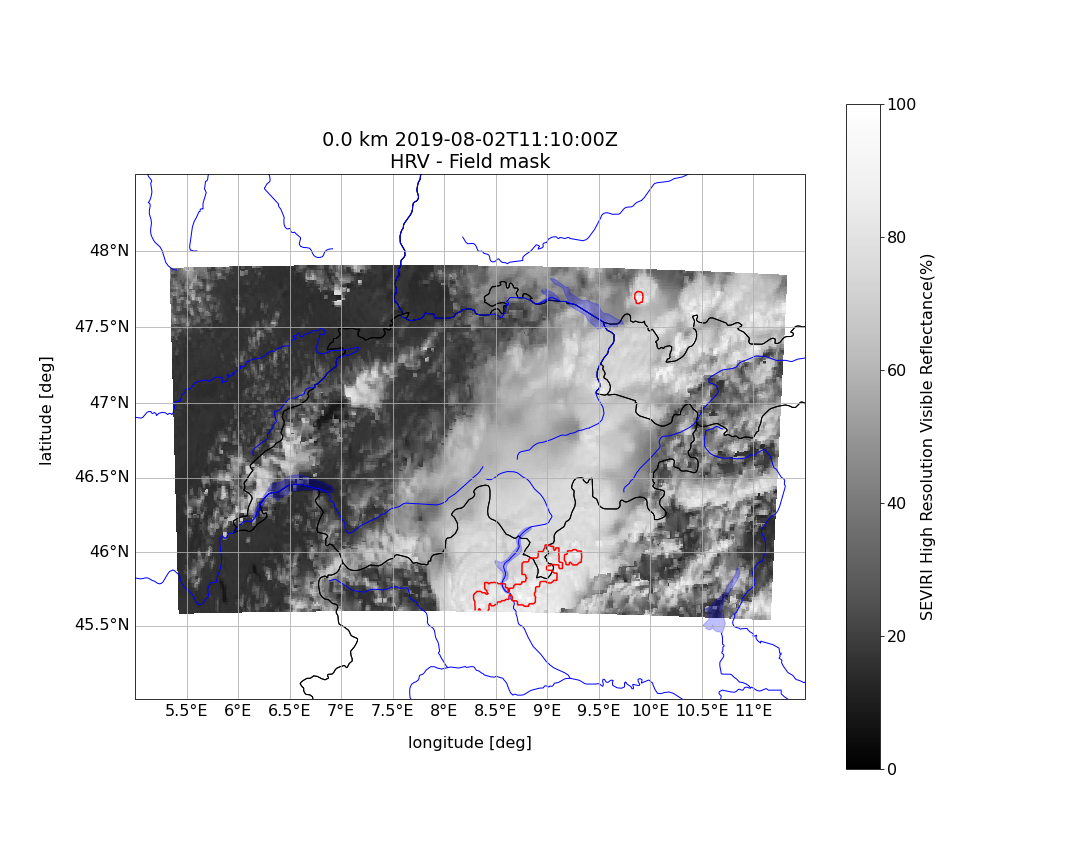 0.0 km 2019-08-02T11:10:00Z
HRV - Field mask
100
80
60
40
20
0
SEVIRI High Resolution Visible Reflectance(%)
48°N
47.5°N
47°N
46.5°N
46°N
45.5°N
latitude [deg]
5.5°E 6°E 6.5°E 7°E 7.5°E 8°E 8.5°E 9°E 9.5°E 10°E 10.5°E 11°E
longitude [deg]